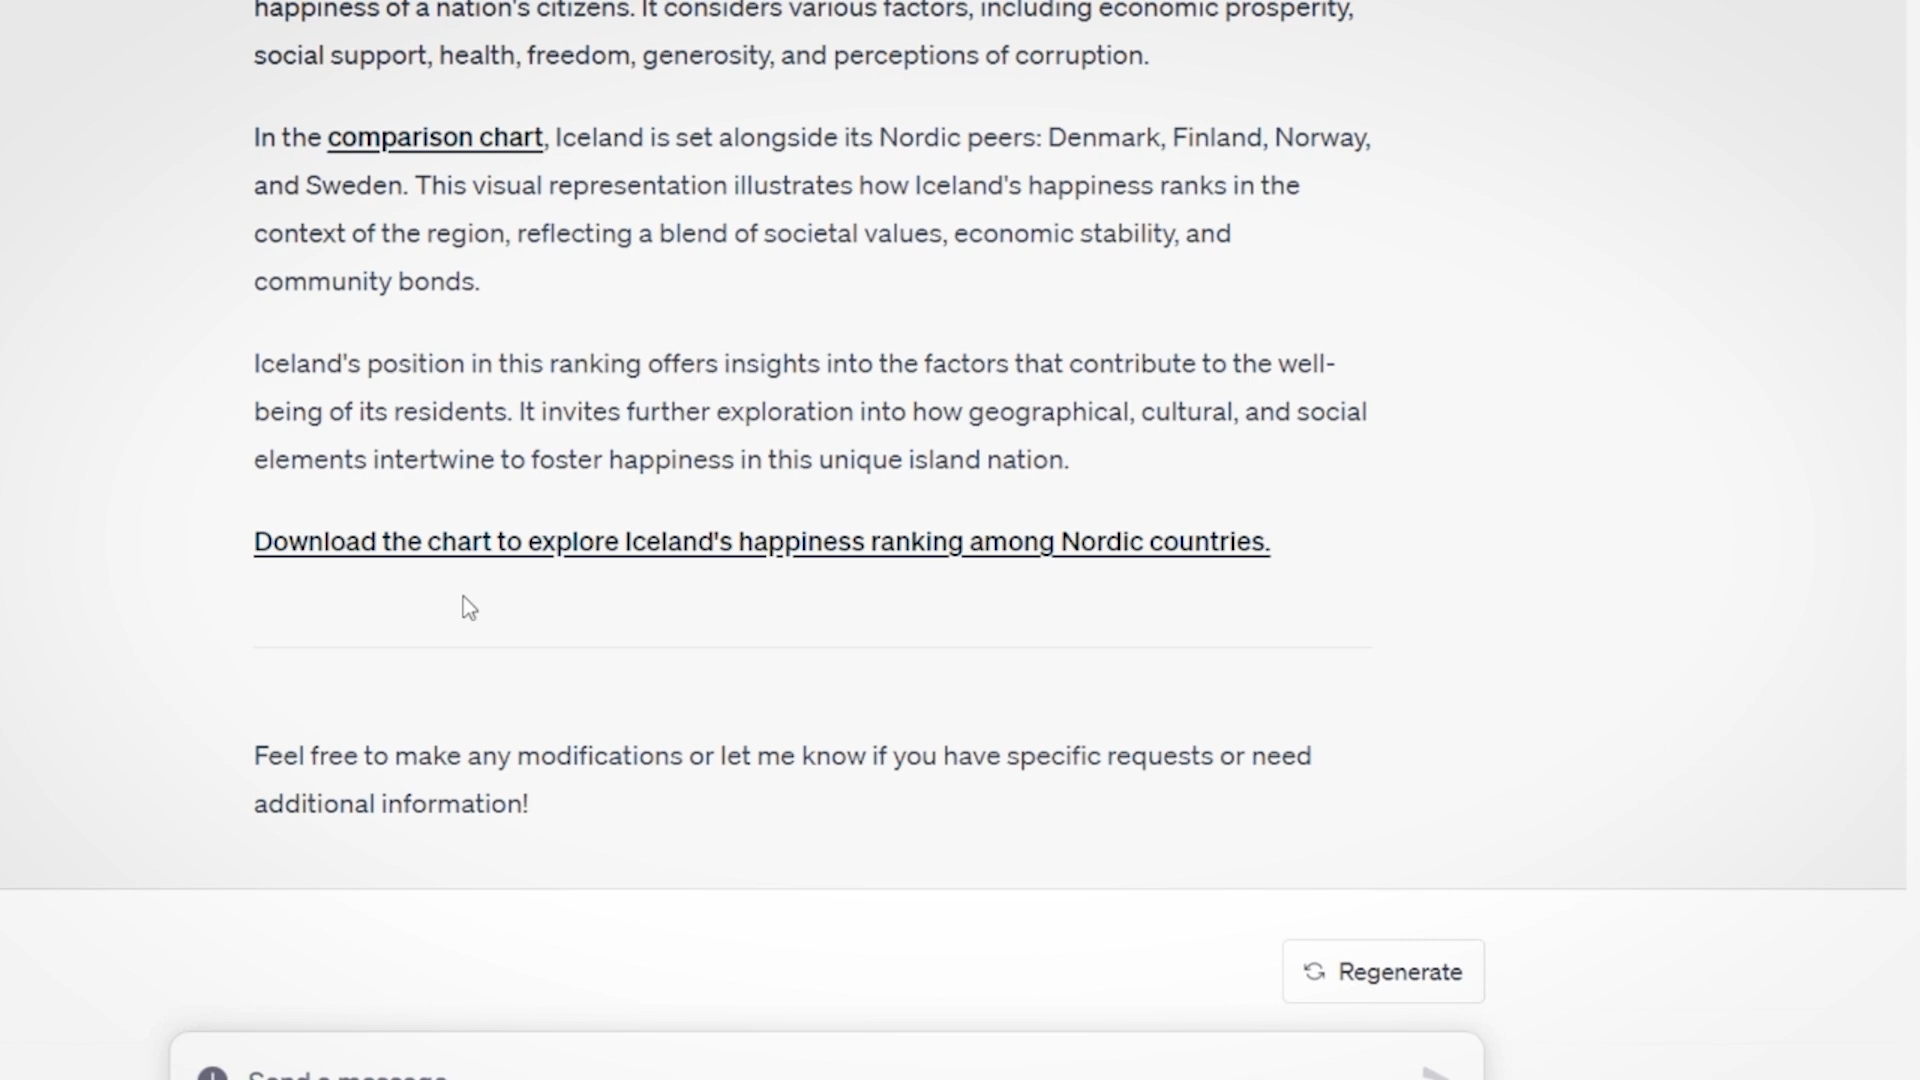 happiness of a nation's citizens. It considers various factors, including economic prosperity,
social support, health, freedom, generosity, and perceptions of corruption.
In the comparison chart, Iceland is set alongside its Nordic peers: Denmark, Finland, Norway,
and Sweden. This visual representation illustrates how Iceland's happiness ranks in the
context of the region, reflecting a blend of societal values, economic stability, and
community bonds.
Iceland's position in this ranking offers insights into the factors that contribute to the well-
being of its residents. It invites further exploration into how geographical, cultural, and social
elements intertwine to foster happiness in this unique island nation.
Download the chart to explore Iceland's happiness ranking among Nordic countries.
Feel free to make any modifications or let me know if you have specific requests or need
additional information!
Regenerate
Send a message